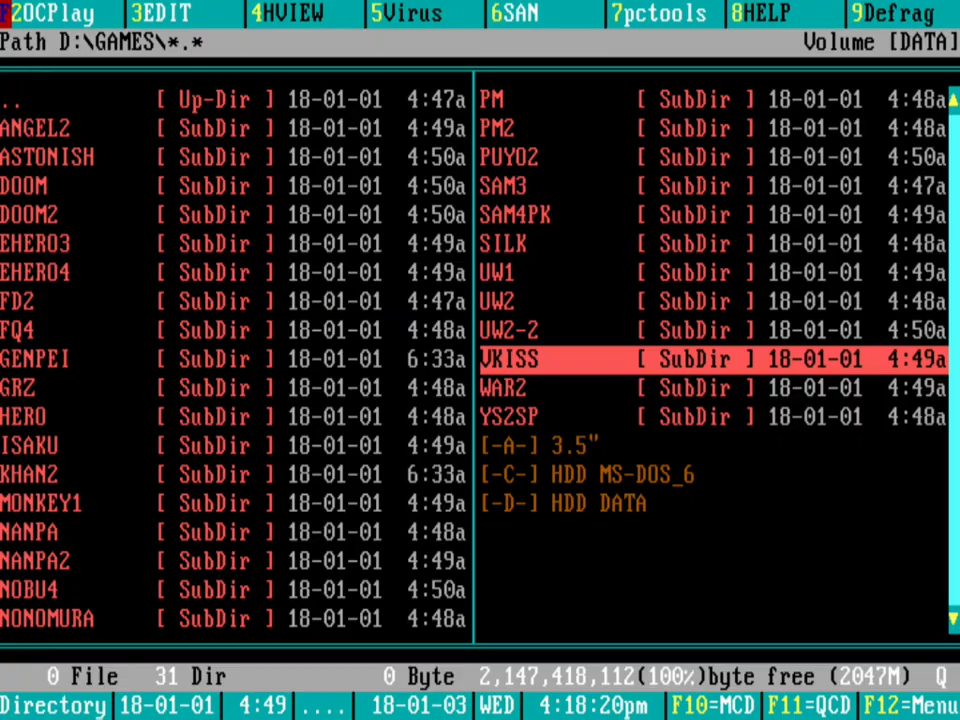 F2OCPlay 3EDIT 4HVIEW 5Virus 6SAN 7pctools 8HELP 9Defrag
Path D:\GAMES\*.* Volume [DATA]
.. [ Up-Dir ] 18-01-01 4:47a
ANGEL2 [ SubDir ] 18-01-01 4:49a
ASTONISH [ SubDir ] 18-01-01 4:50a
DOOM [ SubDir ] 18-01-01 4:50a
DOOM2 [ SubDir ] 18-01-01 4:50a
EHERO3 [ SubDir ] 18-01-01 4:49a
EHERO4 [ SubDir ] 18-01-01 4:49a
FD2 [ SubDir ] 18-01-01 4:47a
FQ4 [ SubDir ] 18-01-01 4:48a
GENPEI [ SubDir ] 18-01-01 6:33a
GRZ [ SubDir ] 18-01-01 4:48a
HERO [ SubDir ] 18-01-01 4:48a
ISAKU [ SubDir ] 18-01-01 4:49a
KHAN2 [ SubDir ] 18-01-01 6:33a
MONKEY1 [ SubDir ] 18-01-01 4:49a
NANPA [ SubDir ] 18-01-01 4:48a
NANPA2 [ SubDir ] 18-01-01 4:49a
NOBU4 [ SubDir ] 18-01-01 4:50a
NONOMURA [ SubDir ] 18-01-01 4:48a
PM [ SubDir ] 18-01-01 4:48a
PM2 [ SubDir ] 18-01-01 4:48a
PUYO2 [ SubDir ] 18-01-01 4:50a
SAM3 [ SubDir ] 18-01-01 4:47a
SAM4PK [ SubDir ] 18-01-01 4:49a
SILK [ SubDir ] 18-01-01 4:48a
UW1 [ SubDir ] 18-01-01 4:49a
UW2 [ SubDir ] 18-01-01 4:48a
UW2-2 [ SubDir ] 18-01-01 4:50a
VKISS [ SubDir ] 18-01-01 4:49a
WAR2 [ SubDir ] 18-01-01 4:49a
YS2SP [ SubDir ] 18-01-01 4:48a
[-A-] 3.5"
[-C-] HDD MS-DOS_6
[-D-] HDD DATA
0 File 31 Dir 0 Byte 2,147,418,112(100%)byte free (2047M) Q
Directory 18-01-01 4:49 .... 18-01-03 WED 4:18:20pm F10=MCD F11=QCD F12=Menu